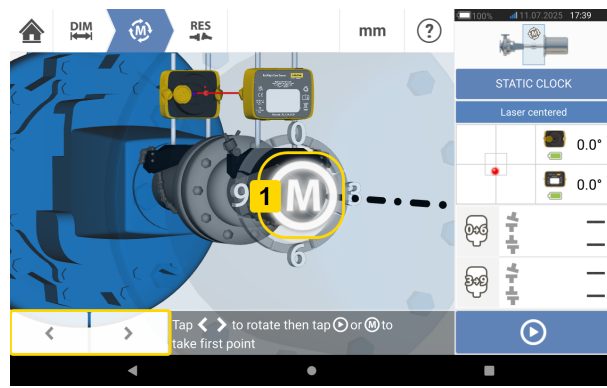 DIM
M
RES
mm
?
100%
11.07.2025 17:39
M
STATIC CLOCK
Laser centered
0.0°
0.0°
0
9
1
M
3
6
0•6
3•9
Tap < > to rotate then tap or M to
take first point